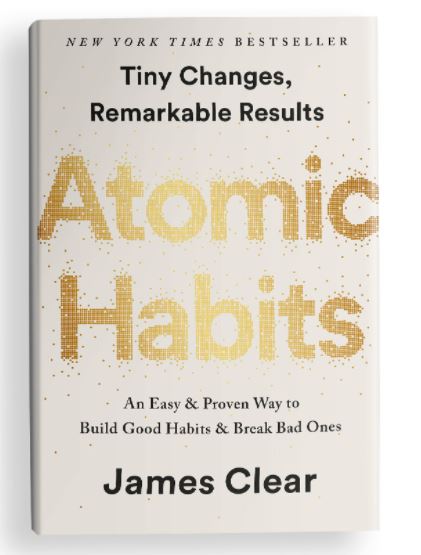 NEW YORK TIMES BESTSELLER
Tiny Changes,
Remarkable Results
Atomic
Habits
An Easy & Proven Way to
Build Good Habits & Break Bad Ones
James Clear